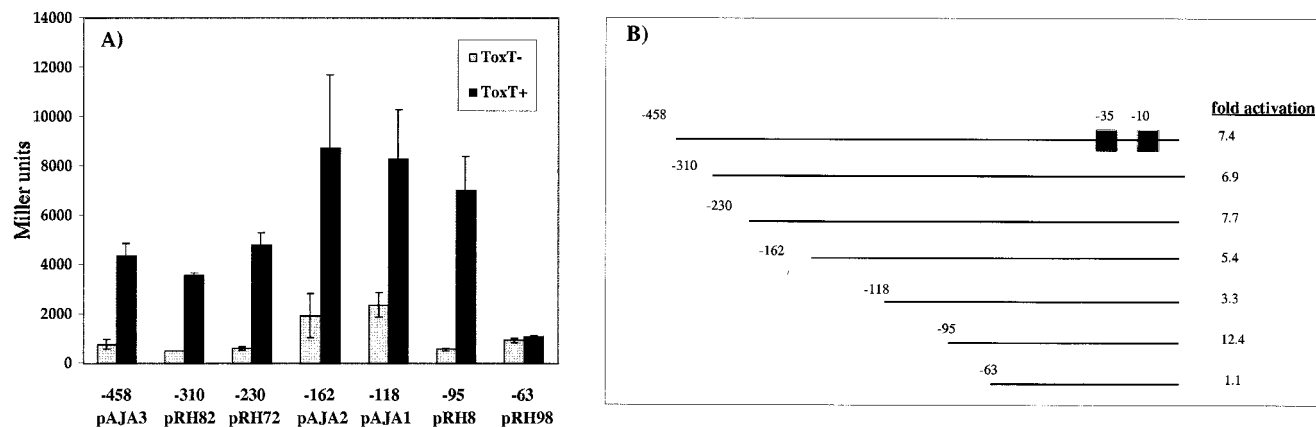 A)
ToxT-
ToxT+
14000
12000
10000
8000
6000
4000
2000
0
Miller units
-458 -310 -230 -162 -118 -95 -63
pAJA3 pRH82 pRH72 pAJA2 pAJA1 pRH8 pRH98
B)
fold activation
-458 -35 -10 7.4
-310 6.9
-230 7.7
-162 5.4
-118 3.3
-95 12.4
-63 1.1